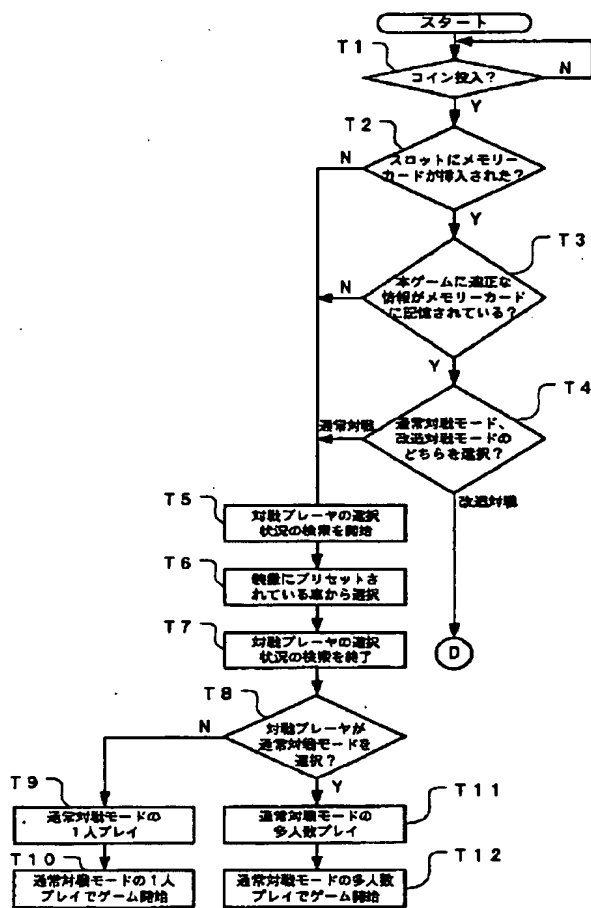 スタート
T1
コイン投入?
N
Y
T2
N
スロットにメモリー
カードが挿入された?
Y
T3
本ゲームに適正な
情報がメモリーカード
に記憶されている?
N
Y
T4
通常対戦
通常対戦モード、
改造対戦モードの
どちらを選択?
改造対戦
T5
対戦プレーヤの選択
状況の検索を開始
T6
装置にプリセットさ
れている車から選択
T7
対戦プレーヤの選択
状況の検索を終了
D
T8
N
対戦プレーヤが
通常対戦モードを
選択?
Y
T9
通常対戦モードの
1人プレイ
T11
通常対戦モードの
多人数プレイ
T10
通常対戦モードの1人
プレイでゲーム開始
T12
通常対戦モードの多人数
プレイでゲーム開始